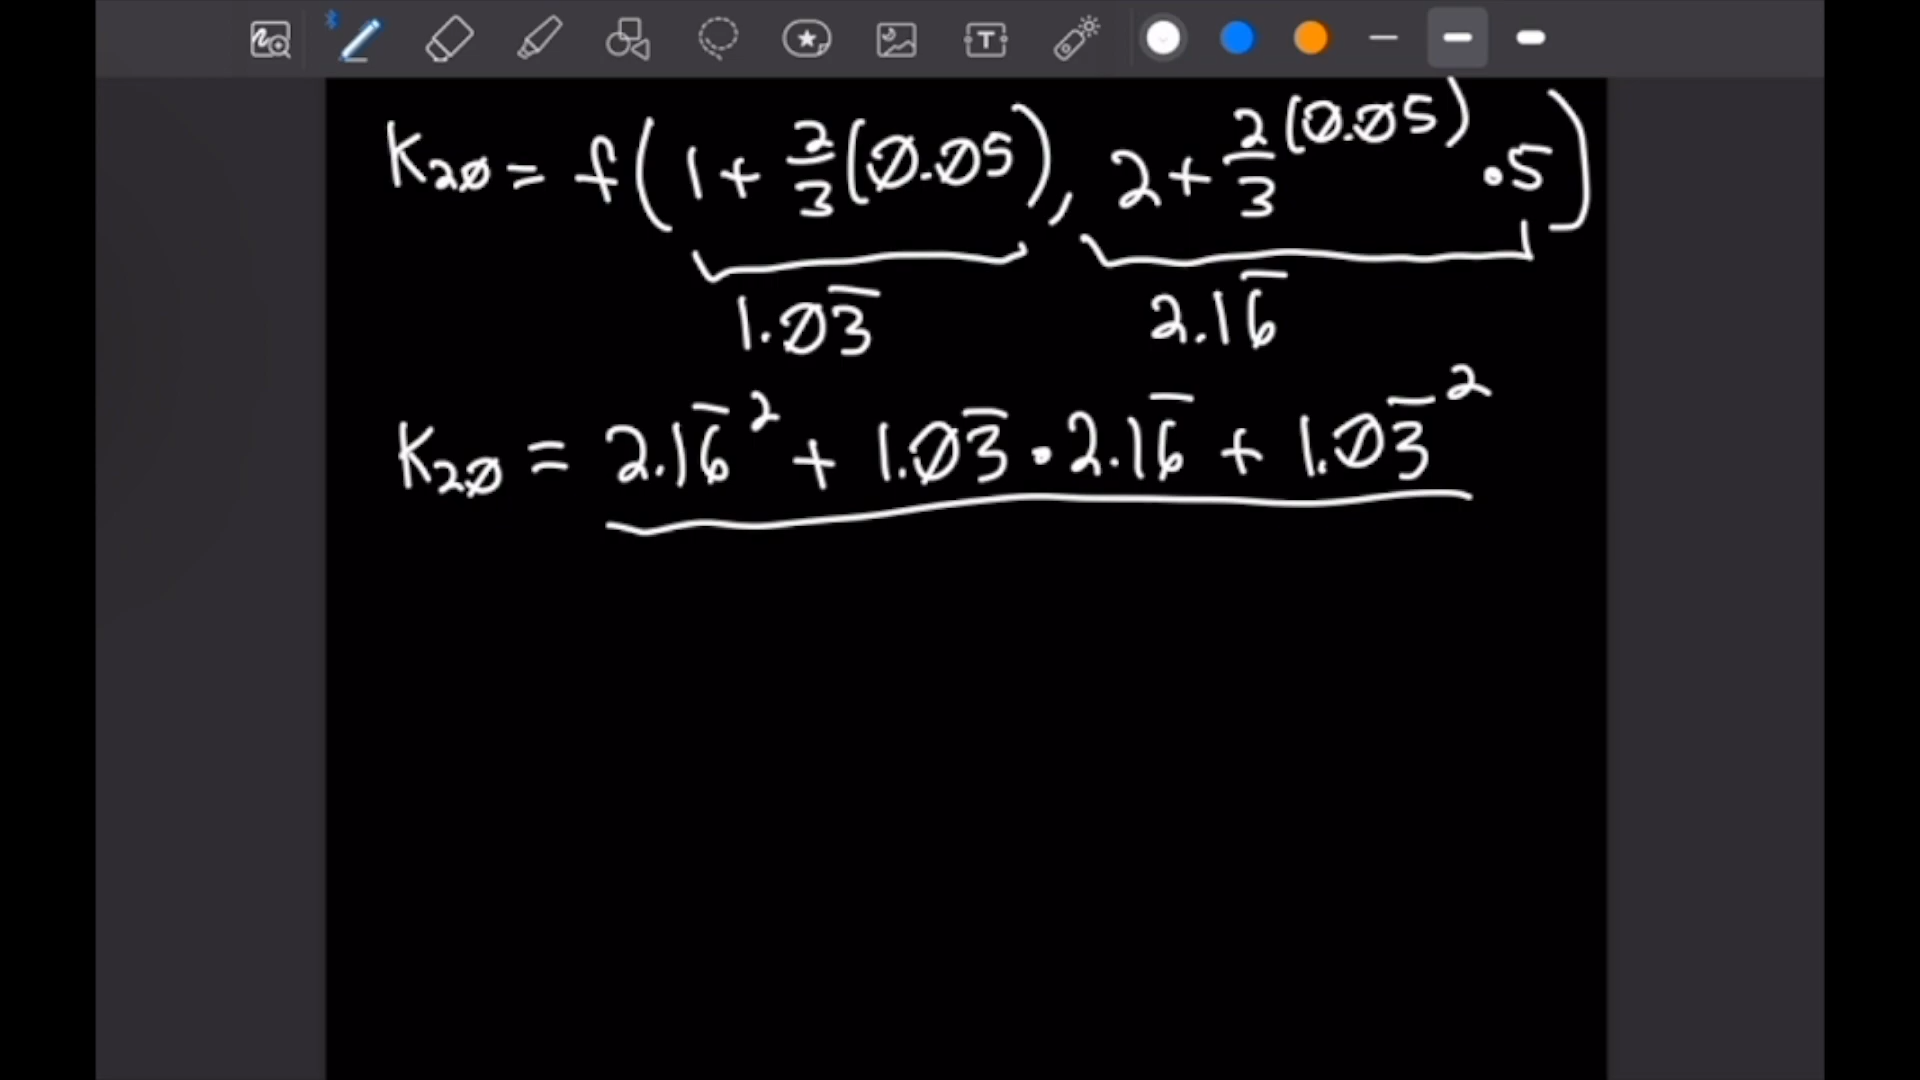 K₂₀ = f(1 + 2/3(0.05), 2 + 2/3(0.05) · 5)
1.03̅ 2.16̅
K₂₀ = 2.16̅² + 1.03̅ · 2.16̅ + 1.03̅²